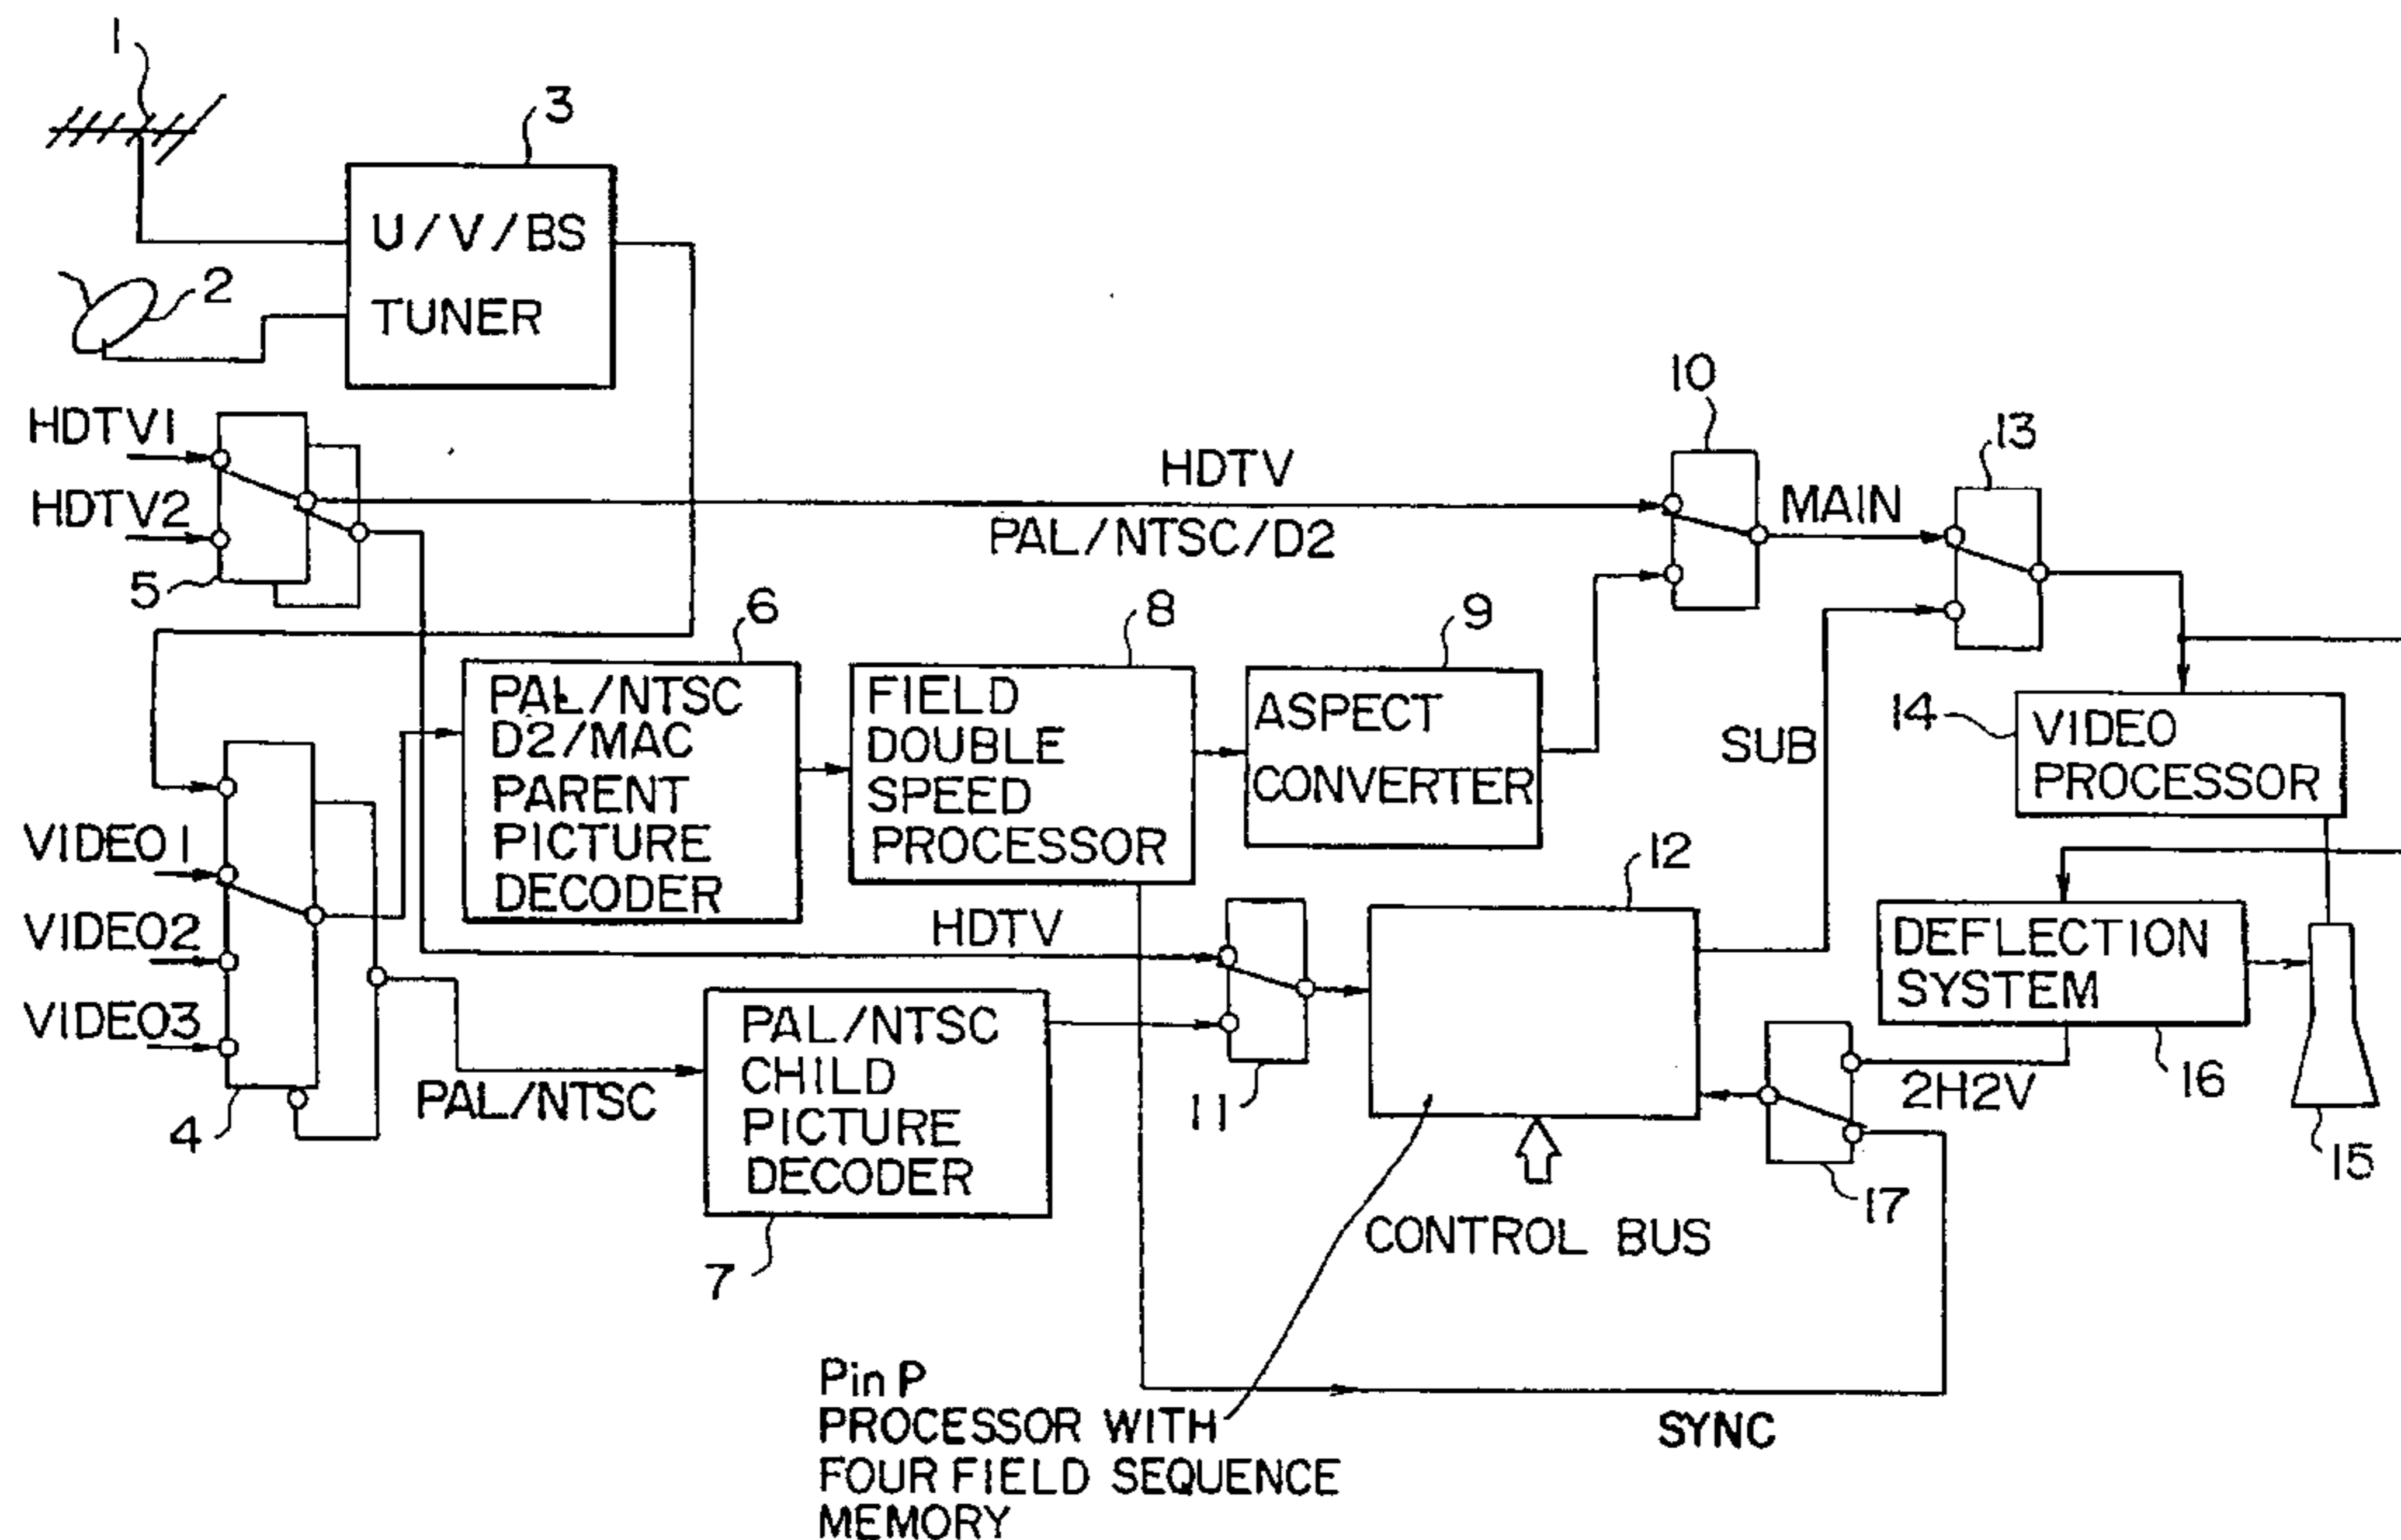 1
3
U/V/BS
TUNER
2
HDTV1
HDTV2
5
HDTV
PAL/NTSC/D2
10
MAIN
13
6
PAL/NTSC
D2/MAC
PARENT
PICTURE
DECODER
8
FIELD
DOUBLE
SPEED
PROCESSOR
9
ASPECT
CONVERTER
SUB
14
VIDEO
PROCESSOR
VIDEO1
VIDEO2
VIDEO3
4
PAL/NTSC
HDTV
PAL/NTSC
CHILD
PICTURE
DECODER
7
11
12
CONTROL BUS
DEFLECTION
SYSTEM
2H2V
16
15
17
PinP
PROCESSOR WITH
FOUR FIELD SEQUENCE
MEMORY
SYNC